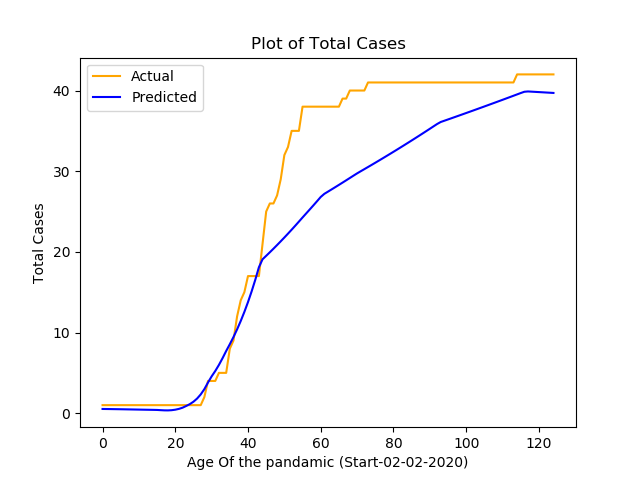 Plot of Total Cases
Actual
Predicted
40
30
20
10
0
Total Cases
0 20 40 60 80 100 120
Age Of the pandamic (Start-02-02-2020)